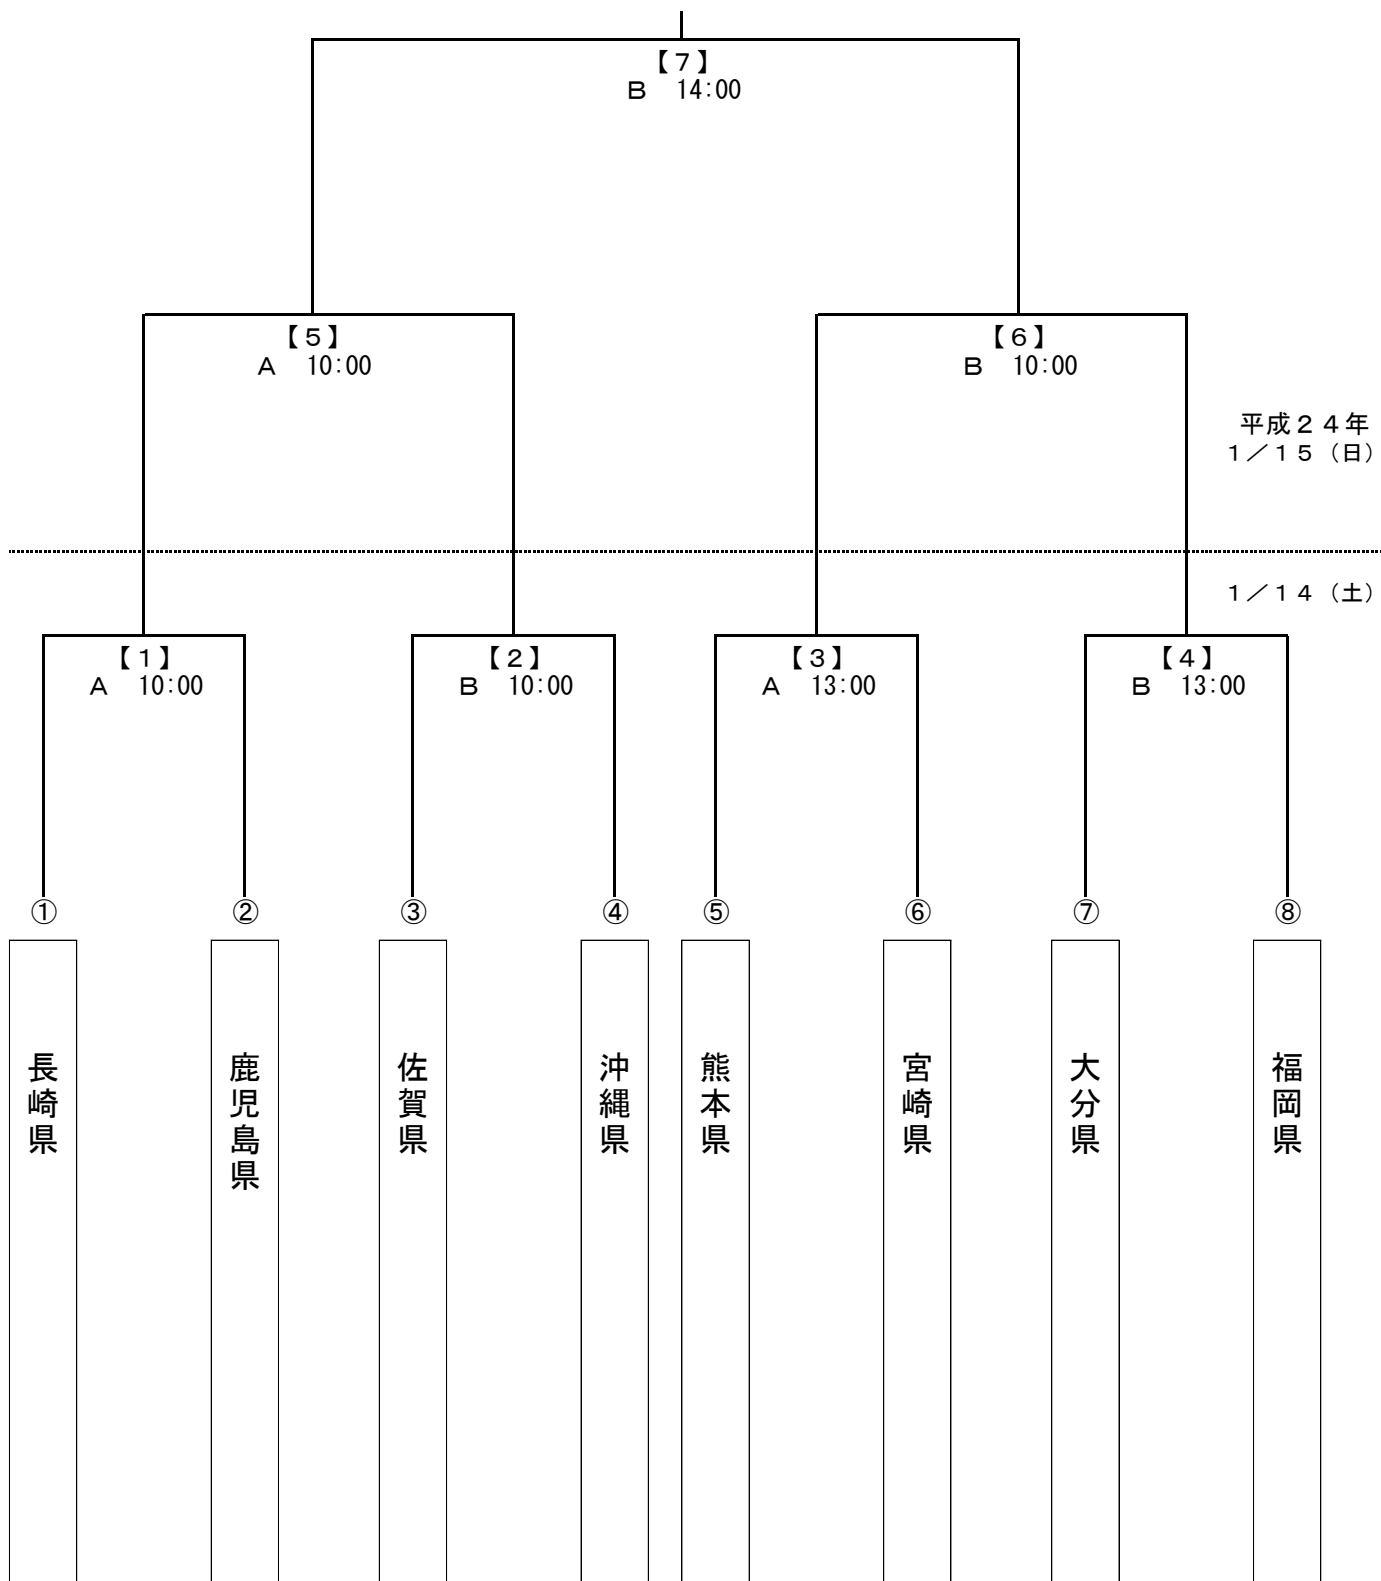 【７】
Ｂ　14:00
【５】
Ａ　10:00
【６】
Ｂ　10:00
平成２４年
１／１５（日）
１／１４（土）
【１】
Ａ　10:00
【２】
Ｂ　10:00
【３】
Ａ　13:00
【４】
Ｂ　13:00
①
②
③
④
⑤
⑥
⑦
⑧
長崎県
鹿児島県
佐賀県
沖縄県
熊本県
宮崎県
大分県
福岡県